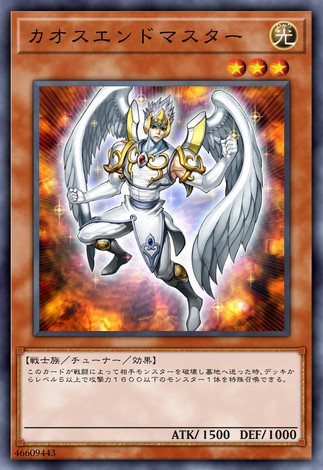 カオスエンドマスター
光
【戦士族／チューナー／効果】
このカードが戦闘によって相手モンスターを破壊し墓地へ送った時、デッキか
らレベル５以上で攻撃力１６００以下のモンスター１体を特殊召喚できる。
ATK/ 1500 DEF/ 1000
46609443